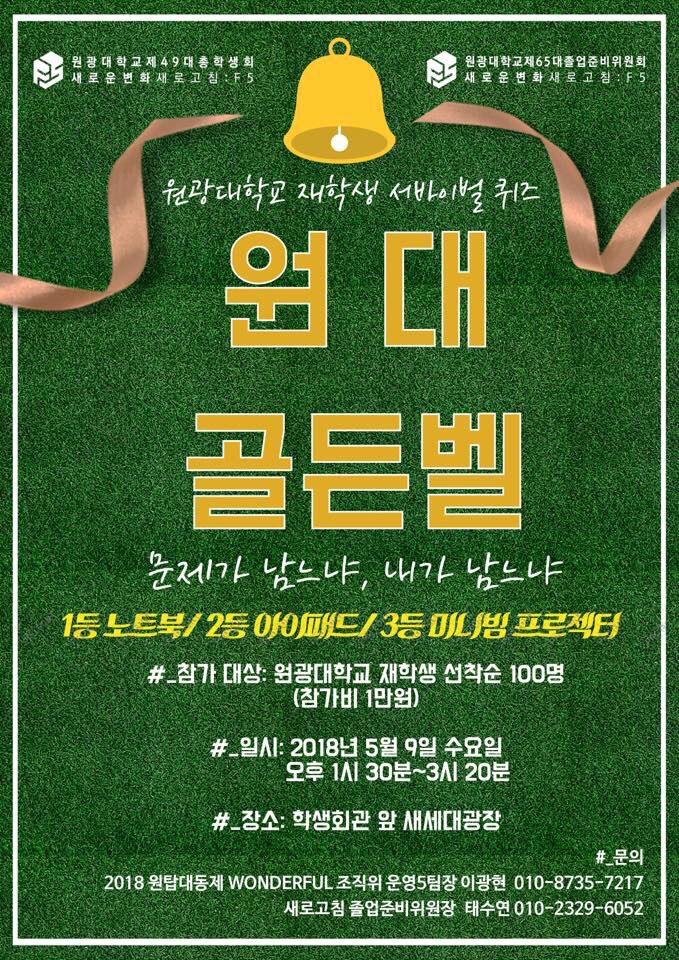 원광대학교제49대총학생회
새로운변화새로고침:F5
원광대학교제65대졸업준비위원회
새로운변화새로고침:F5
원광대학교 재학생 서바이벌 퀴즈
원대
골든벨
문제가 남느냐, 내가 남느냐
1등 노트북/ 2등 아이패드/ 3등 미니빔 프로젝터
#_참가 대상: 원광대학교 재학생 선착순 100명
(참가비 1만원)
#_일시: 2018년 5월 9일 수요일
오후 1시 30분~3시 20분
#_장소: 학생회관 앞 새세대광장
#_문의
2018 원탑대동제 WONDERFUL 조직위 운영5팀장 이광현 010-8735-7217
새로고침 졸업준비위원장 태수연 010-2329-6052